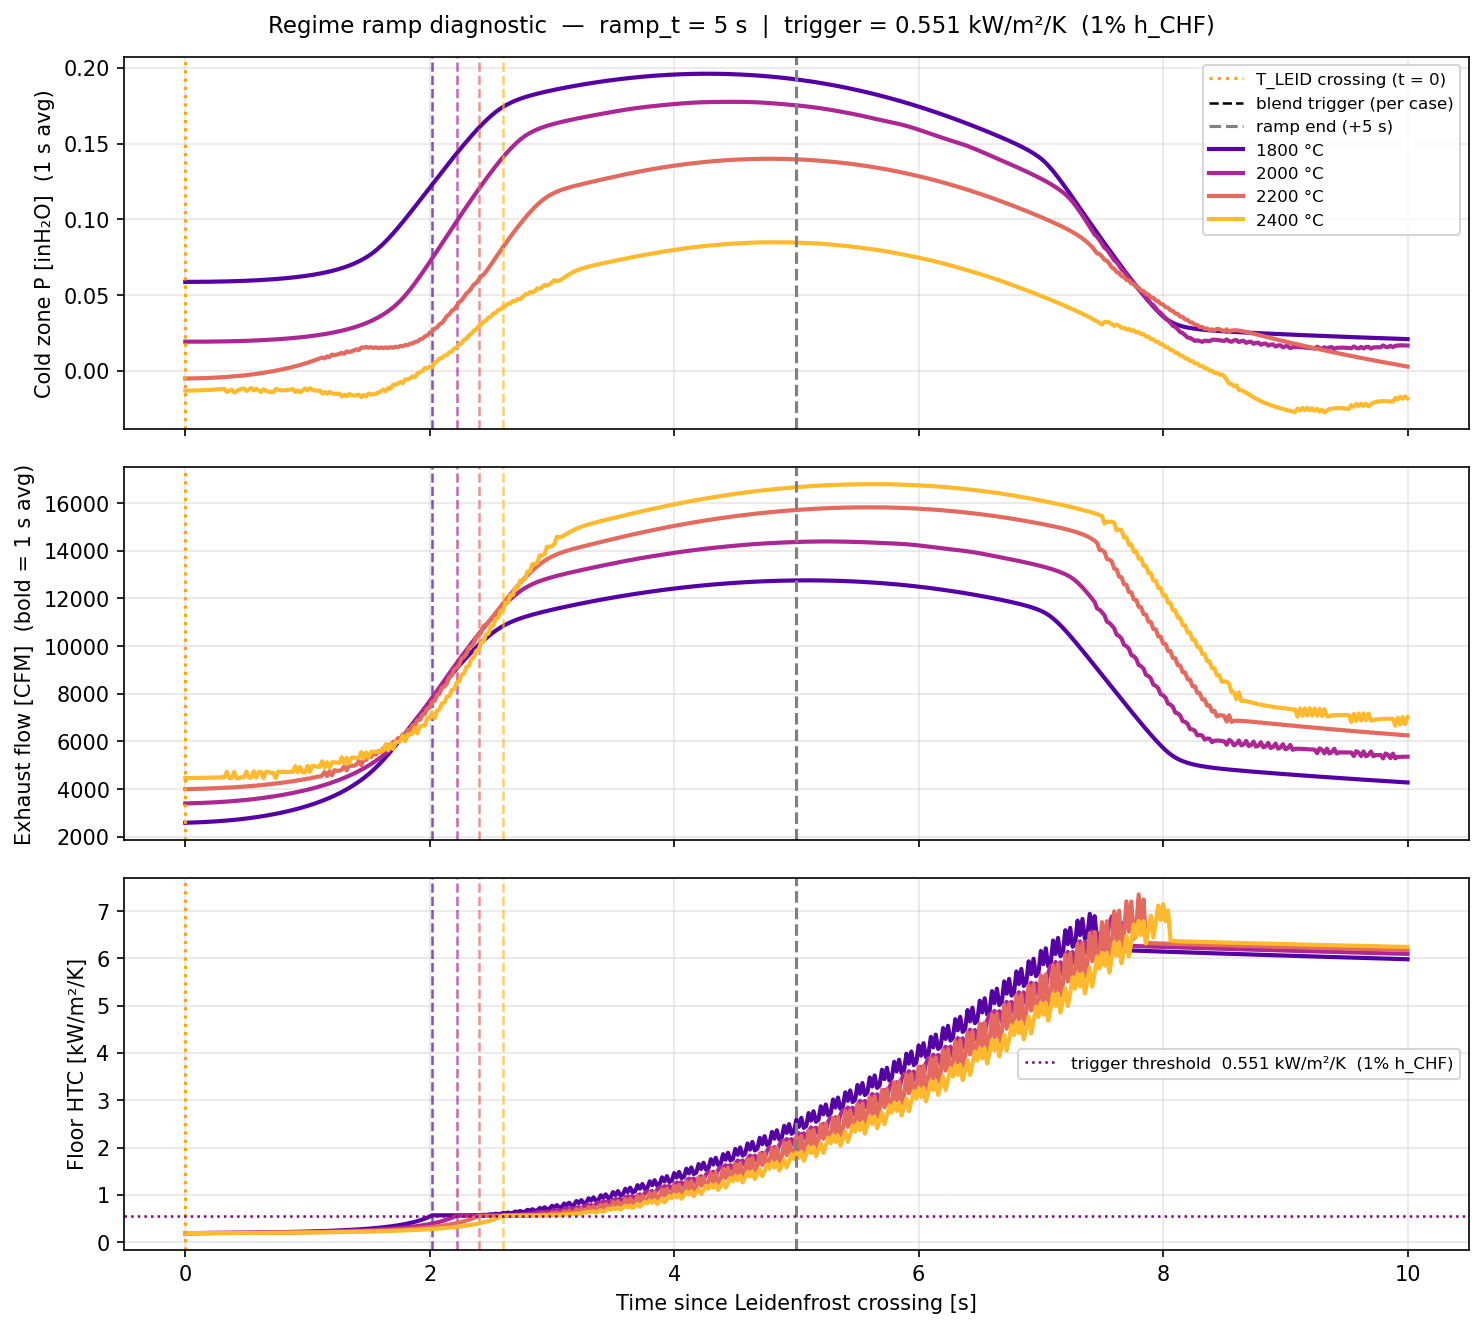 Regime ramp diagnostic — ramp_t = 5 s | trigger = 0.551 kW/m²/K (1% h_CHF)
Cold zone P [inH₂O] (1 s avg)
0.20
0.15
0.10
0.05
0.00
T_LEID crossing (t = 0)
blend trigger (per case)
ramp end (+5 s)
1800 °C
2000 °C
2200 °C
2400 °C
Exhaust flow [CFM] (bold = 1 s avg)
16000
14000
12000
10000
8000
6000
4000
2000
Floor HTC [kW/m²/K]
7
6
5
4
3
2
1
0
trigger threshold 0.551 kW/m²/K (1% h_CHF)
0 2 4 6 8 10
Time since Leidenfrost crossing [s]